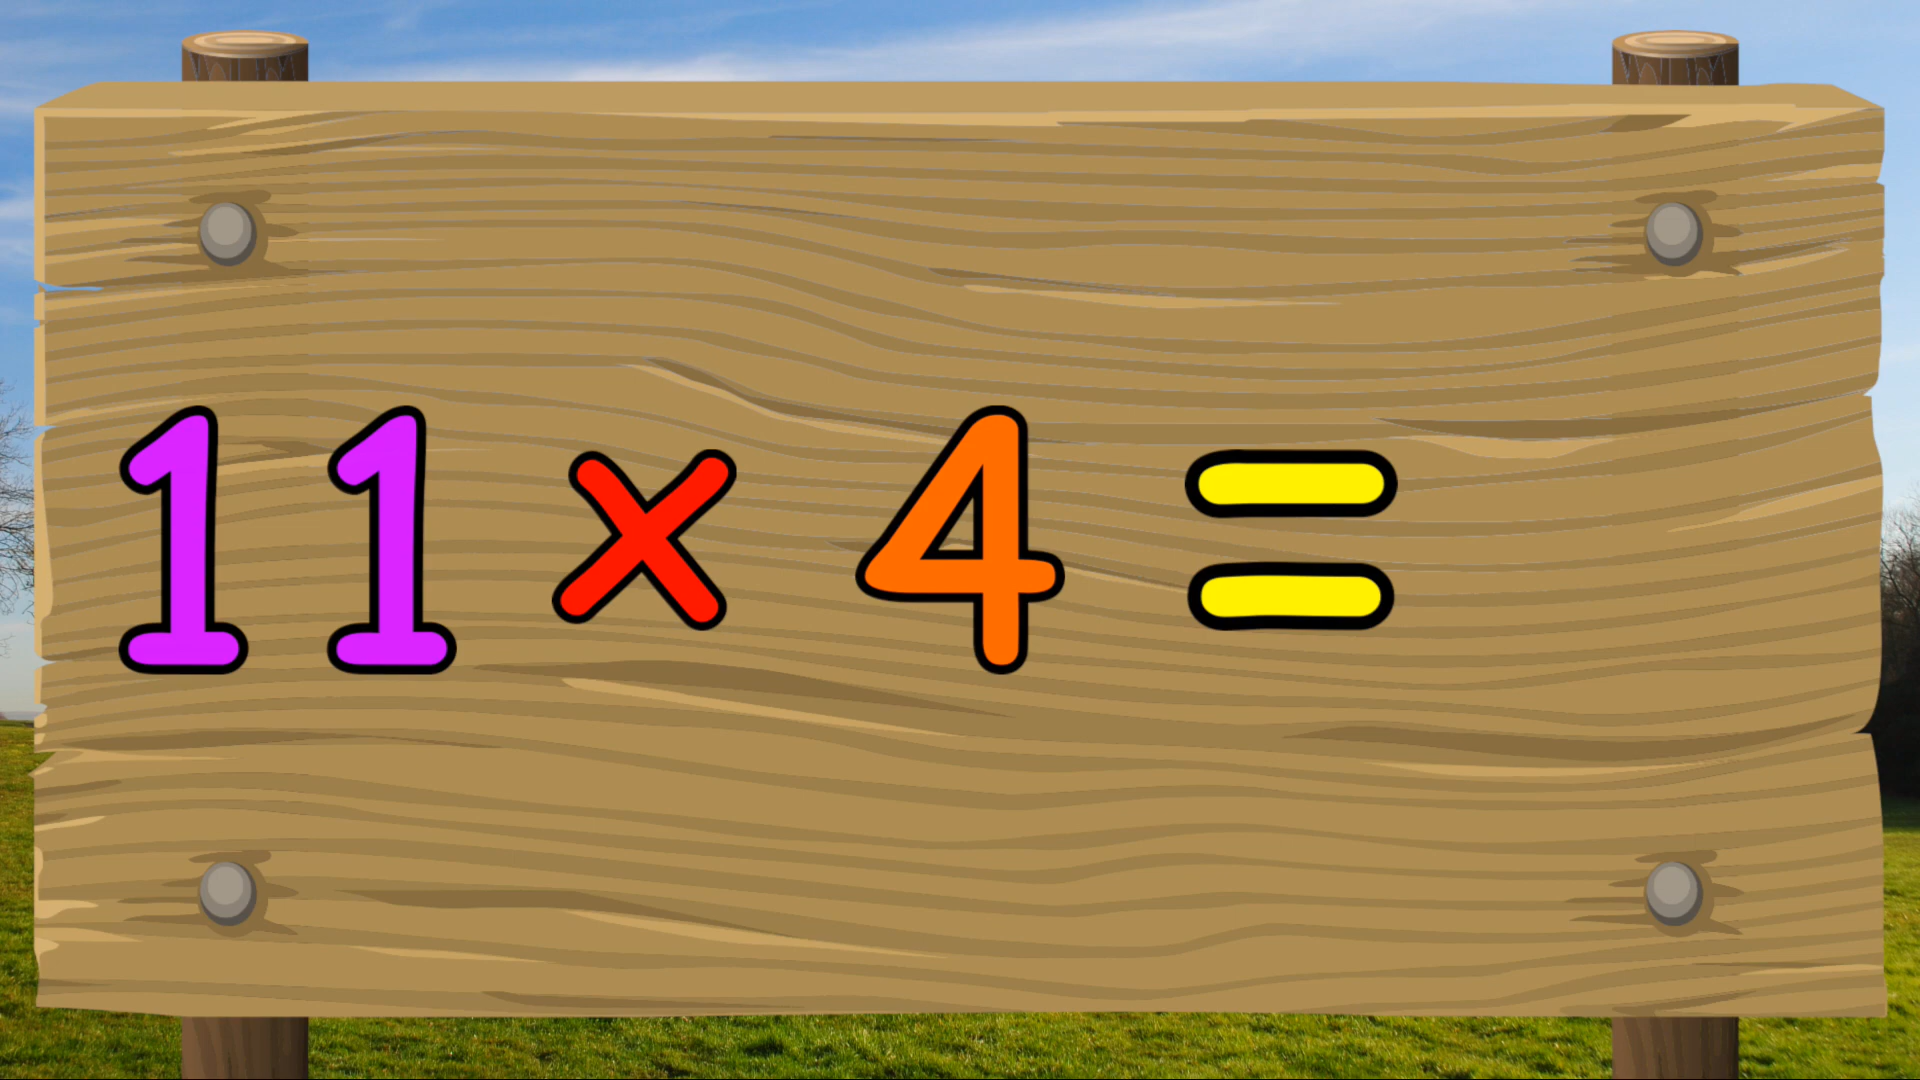 11 × 4 =